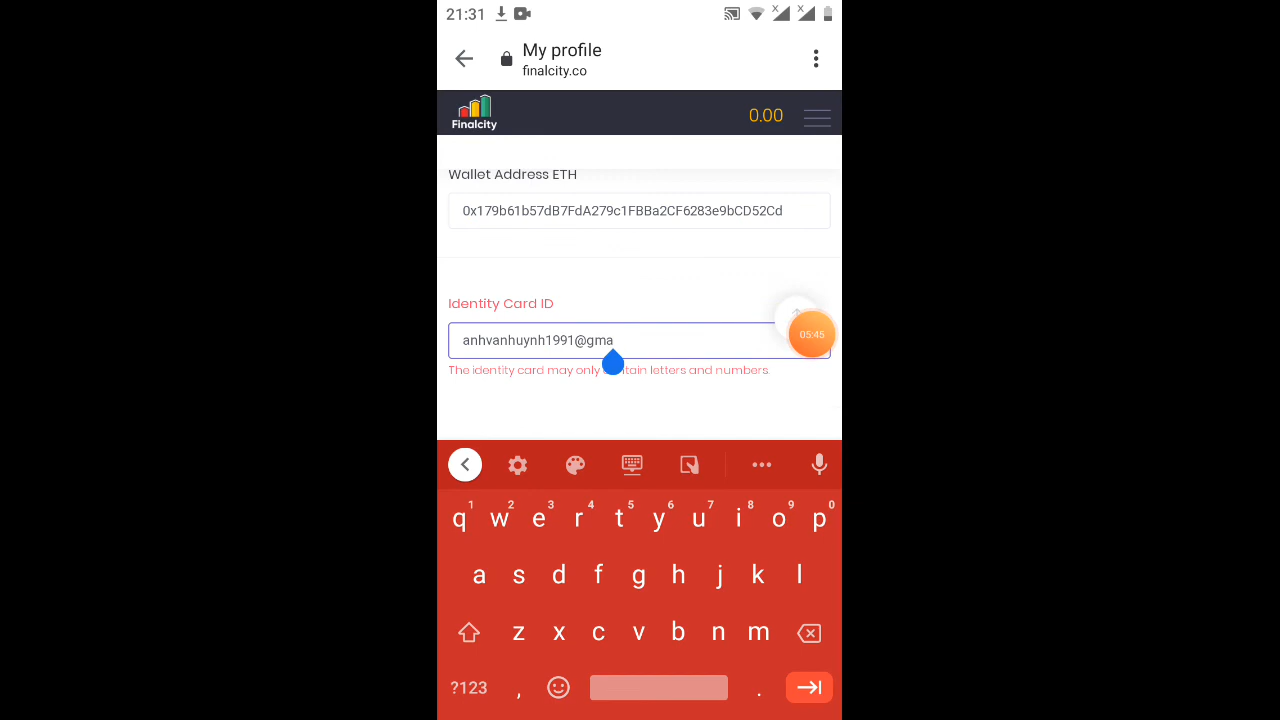 21:31
My profile
finalcity.co
Finalcity
0.00
Wallet Address ETH
0x179b61b57dB7FdA279c1FBBa2CF6283e9bCD52Cd
Identity Card ID
05:45
anhvanhuynh1991@gma
The identity card may only contain letters and numbers.
1 2 3 4 5 6 7 8 9 0
q w e r t y u i o p
a s d f g h j k l
z x c v b n m
?123 , .